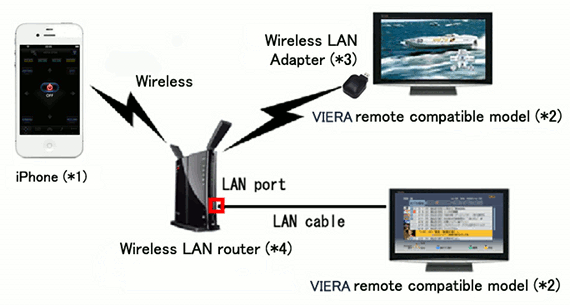 Wireless LAN
Adapter (*3)
Wireless
VIERA remote compatible model (*2)
OFF
iPhone (*1)
LAN port
LAN cable
Wireless LAN router (*4)
VIERA remote compatible model (*2)